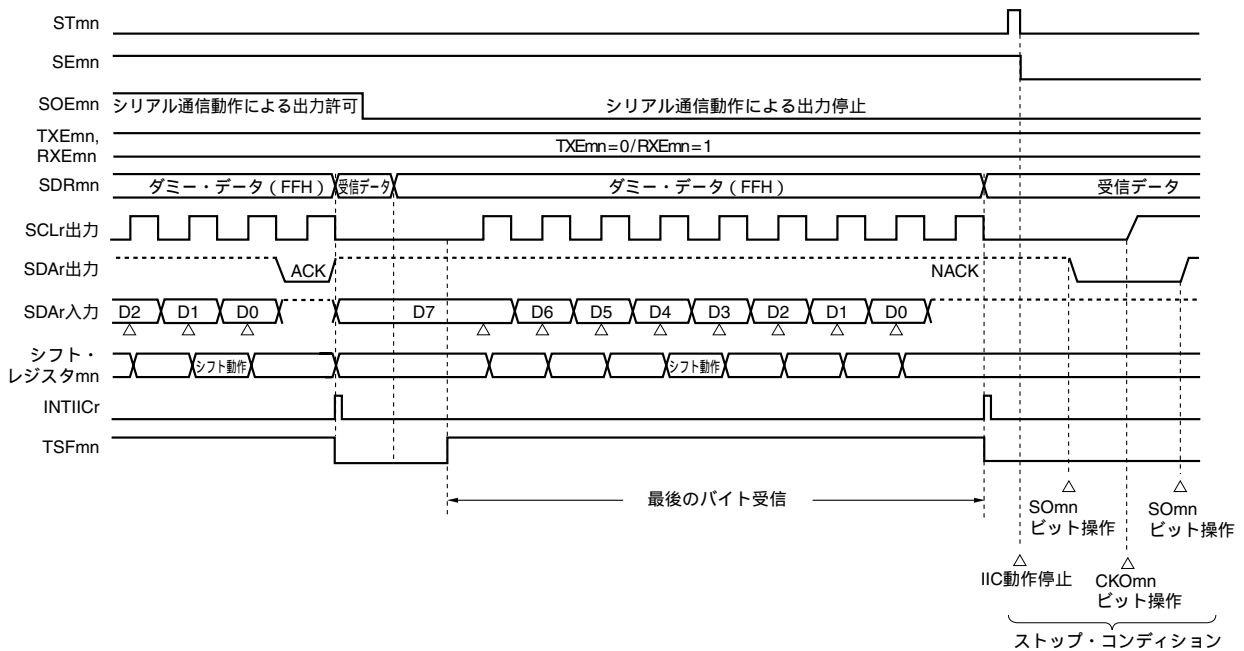 STmn
SEmn
SOEmn シリアル通信動作による出力許可 シリアル通信動作による出力停止
TXEmn,
RXEmn
TXEmn=0/RXEmn=1
SDRmn ダミー・データ（FFH） 受信データ ダミー・データ（FFH） 受信データ
SCLr出力
SDAr出力 ACK NACK
SDAr入力 D2 D1 D0 D7 D6 D5 D4 D3 D2 D1 D0
シフト・
レジスタmn
シフト動作 シフト動作
INTIICr
TSFmn
最後のバイト受信
SOmn
ビット操作
SOmn
ビット操作
IIC動作停止
CKOmn
ビット操作
ストップ・コンディション